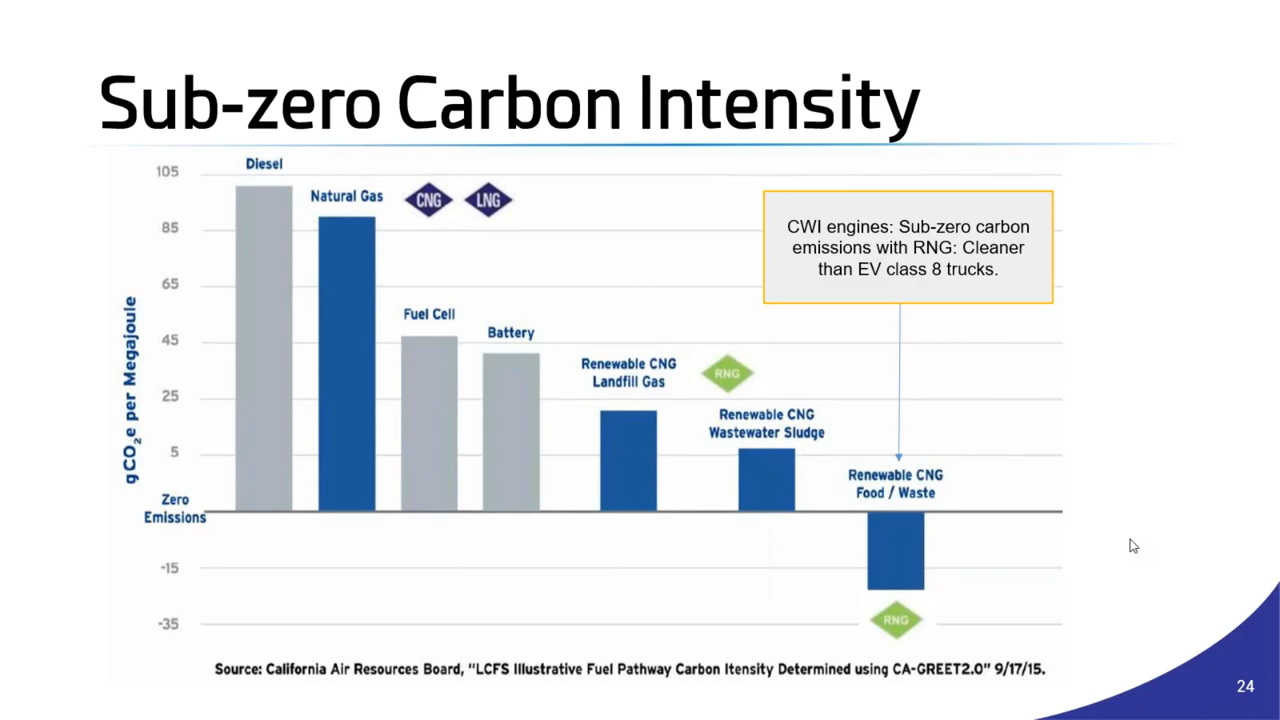 Sub-zero Carbon Intensity
105
85
65
45
25
5
Zero
Emissions
-15
-35
gCO2e per Megajoule
Diesel
Natural Gas
CNG
LNG
Fuel Cell
Battery
Renewable CNG
Landfill Gas
RNG
Renewable CNG
Wastewater Sludge
CWI engines: Sub-zero carbon
emissions with RNG: Cleaner
than EV class 8 trucks.
Renewable CNG
Food / Waste
RNG
Source: California Air Resources Board, "LCFS Illustrative Fuel Pathway Carbon Itensity Determined using CA-GREET2.0" 9/17/15.
24